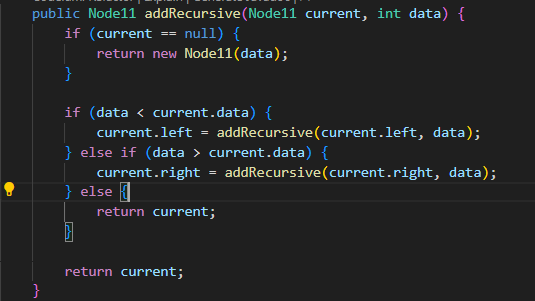 public Node11 addRecursive(Node11 current, int data) {
if (current == null) {
return new Node11(data);
}
if (data < current.data) {
current.left = addRecursive(current.left, data);
} else if (data > current.data) {
current.right = addRecursive(current.right, data);
} else {
return current;
}
return current;
}